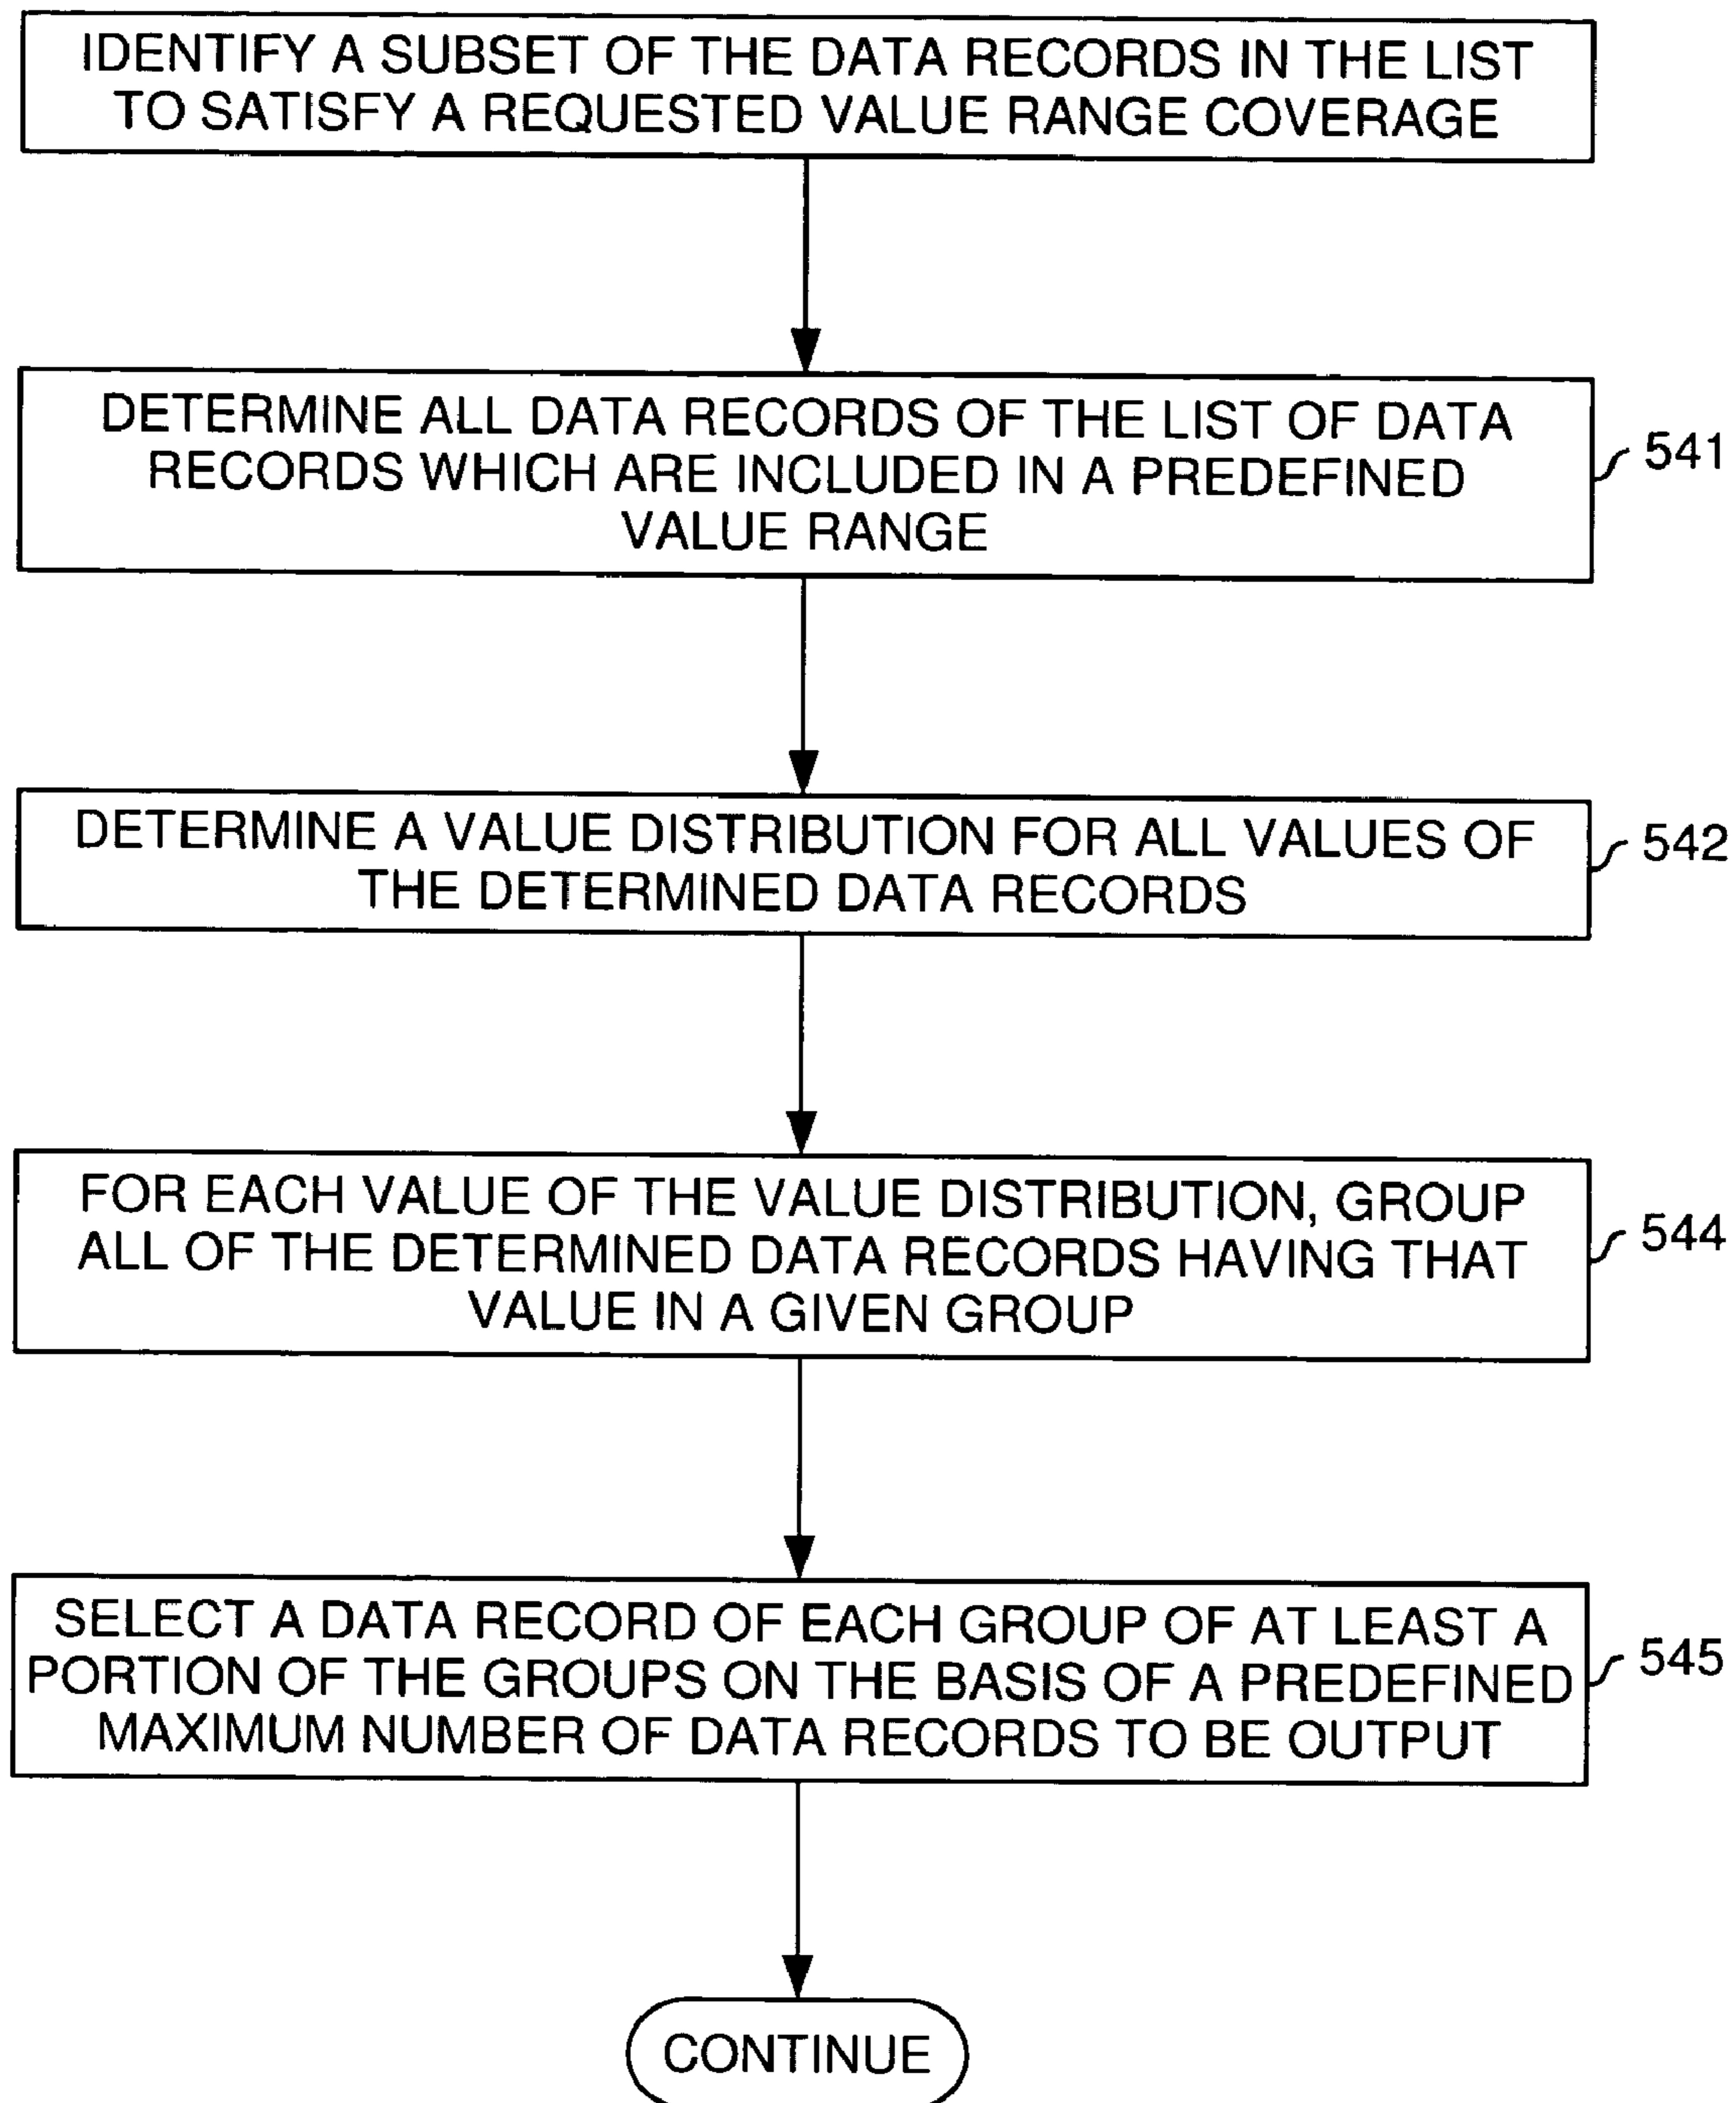 IDENTIFY A SUBSET OF THE DATA RECORDS IN THE LIST
TO SATISFY A REQUESTED VALUE RANGE COVERAGE
DETERMINE ALL DATA RECORDS OF THE LIST OF DATA
RECORDS WHICH ARE INCLUDED IN A PREDEFINED
VALUE RANGE
541
DETERMINE A VALUE DISTRIBUTION FOR ALL VALUES OF
THE DETERMINED DATA RECORDS
542
FOR EACH VALUE OF THE VALUE DISTRIBUTION, GROUP
ALL OF THE DETERMINED DATA RECORDS HAVING THAT
VALUE IN A GIVEN GROUP
544
SELECT A DATA RECORD OF EACH GROUP OF AT LEAST A
PORTION OF THE GROUPS ON THE BASIS OF A PREDEFINED
MAXIMUM NUMBER OF DATA RECORDS TO BE OUTPUT
545
CONTINUE